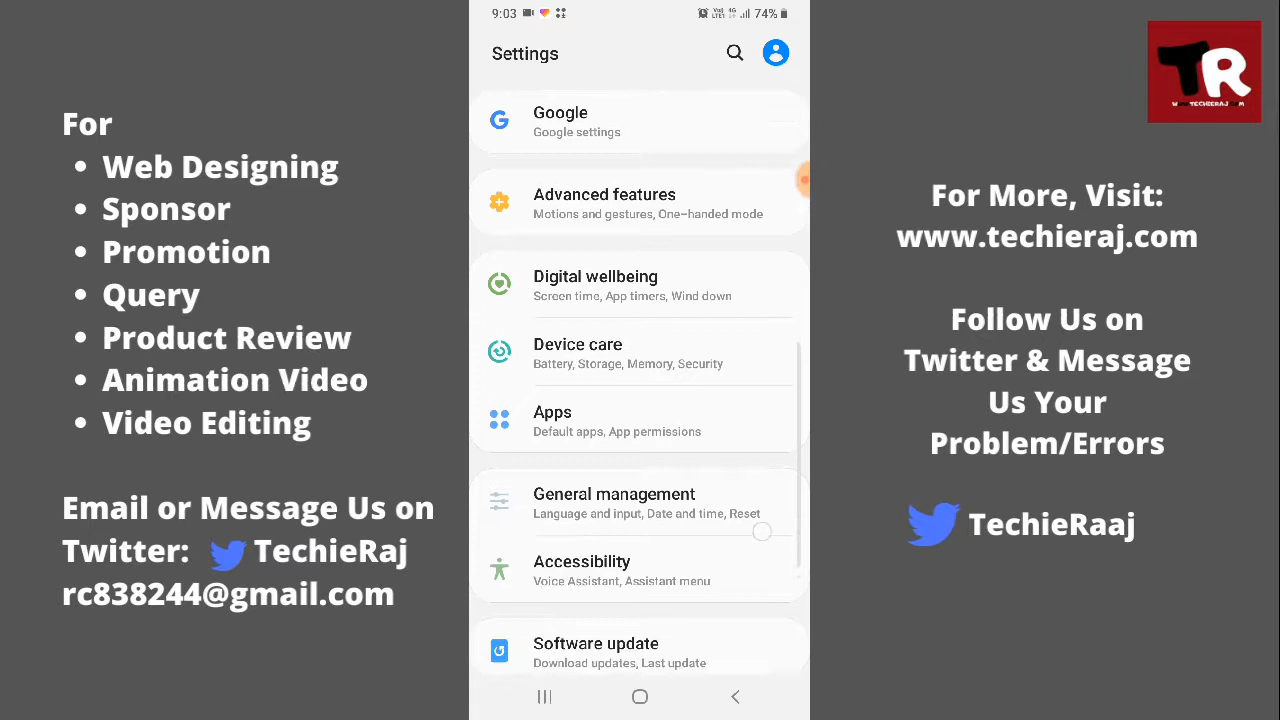 For
• Web Designing
• Sponsor
• Promotion
• Query
• Product Review
• Animation Video
• Video Editing
Email or Message Us on
Twitter: TechieRaj
rc838244@gmail.com
9:03
74%
Settings
Google
Google settings
Advanced features
Motions and gestures, One-handed mode
Digital wellbeing
Screen time, App timers, Wind down
Device care
Battery, Storage, Memory, Security
Apps
Default apps, App permissions
General management
Language and input, Date and time, Reset
Accessibility
Voice Assistant, Assistant menu
Software update
Download updates, Last update
TR
WWW.TECHIERAJ.COM
For More, Visit:
www.techieraj.com
Follow Us on
Twitter & Message
Us Your
Problem/Errors
TechieRaaj